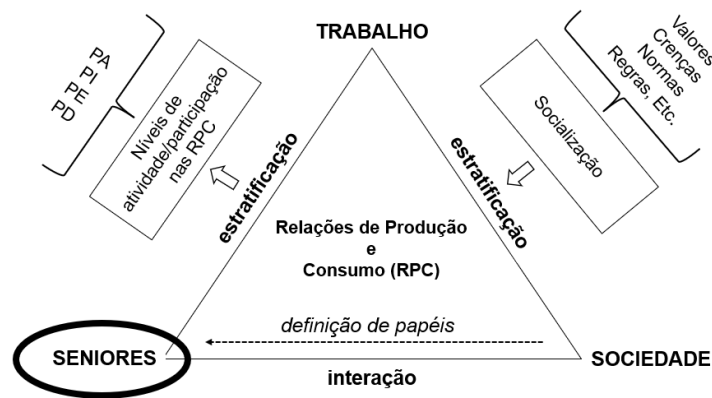 TRABALHO
PA
PI
PE
PD
Níveis de
atividade/participação
nas RPC
estratificação
Valores
Crenças
Normas
Regras, Etc.
Socialização
estratificação
Relações de Produção
e
Consumo (RPC)
definição de papéis
SENIORES
SOCIEDADE
interação